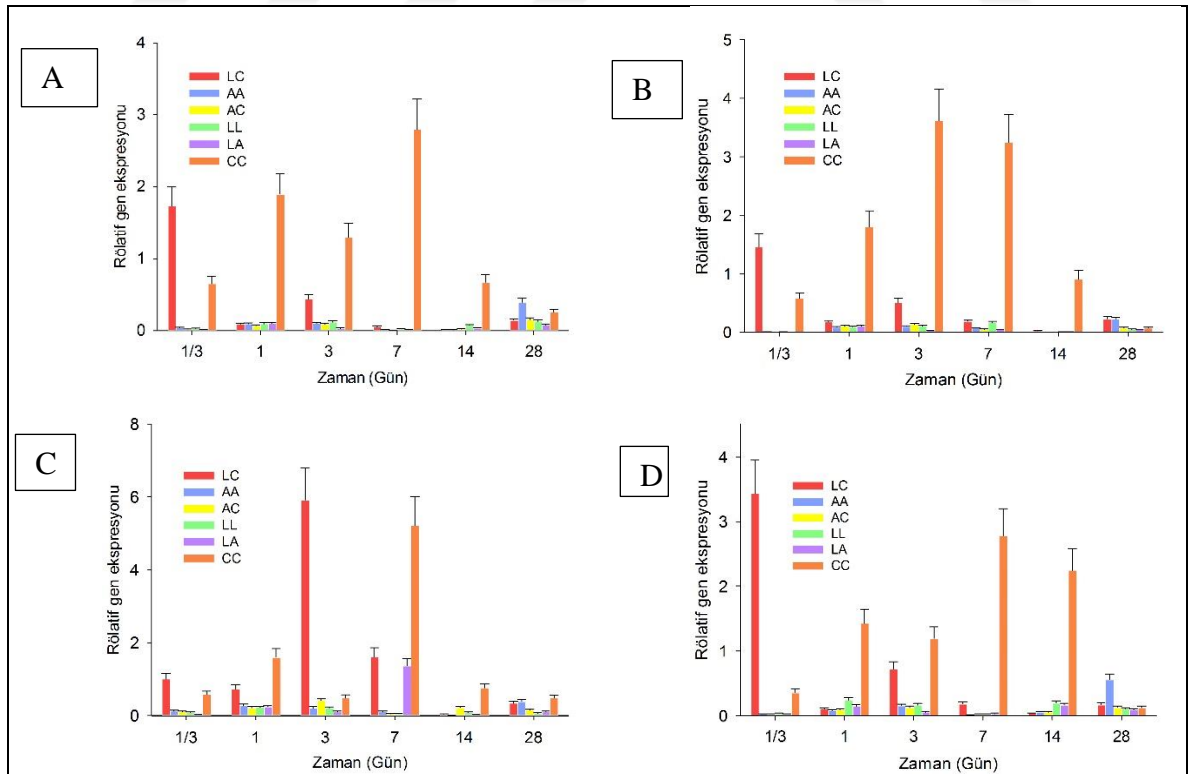 A
Rölatif gen ekspresyonu
4
3
2
1
0
LC
AA
AC
LL
LA
CC
1/3 1 3 7 14 28
Zaman (Gün)
B
Rölatif gen ekspresyonu
5
4
3
2
1
0
LC
AA
AC
LL
LA
CC
1/3 1 3 7 14 28
Zaman (Gün)
C
Rölatif gen ekspresyonu
8
6
4
2
0
LC
AA
AC
LL
LA
CC
1/3 1 3 7 14 28
Zaman (Gün)
D
Rölatif gen ekspresyonu
4
3
2
1
0
LC
AA
AC
LL
LA
CC
1/3 1 3 7 14 28
Zaman (Gün)